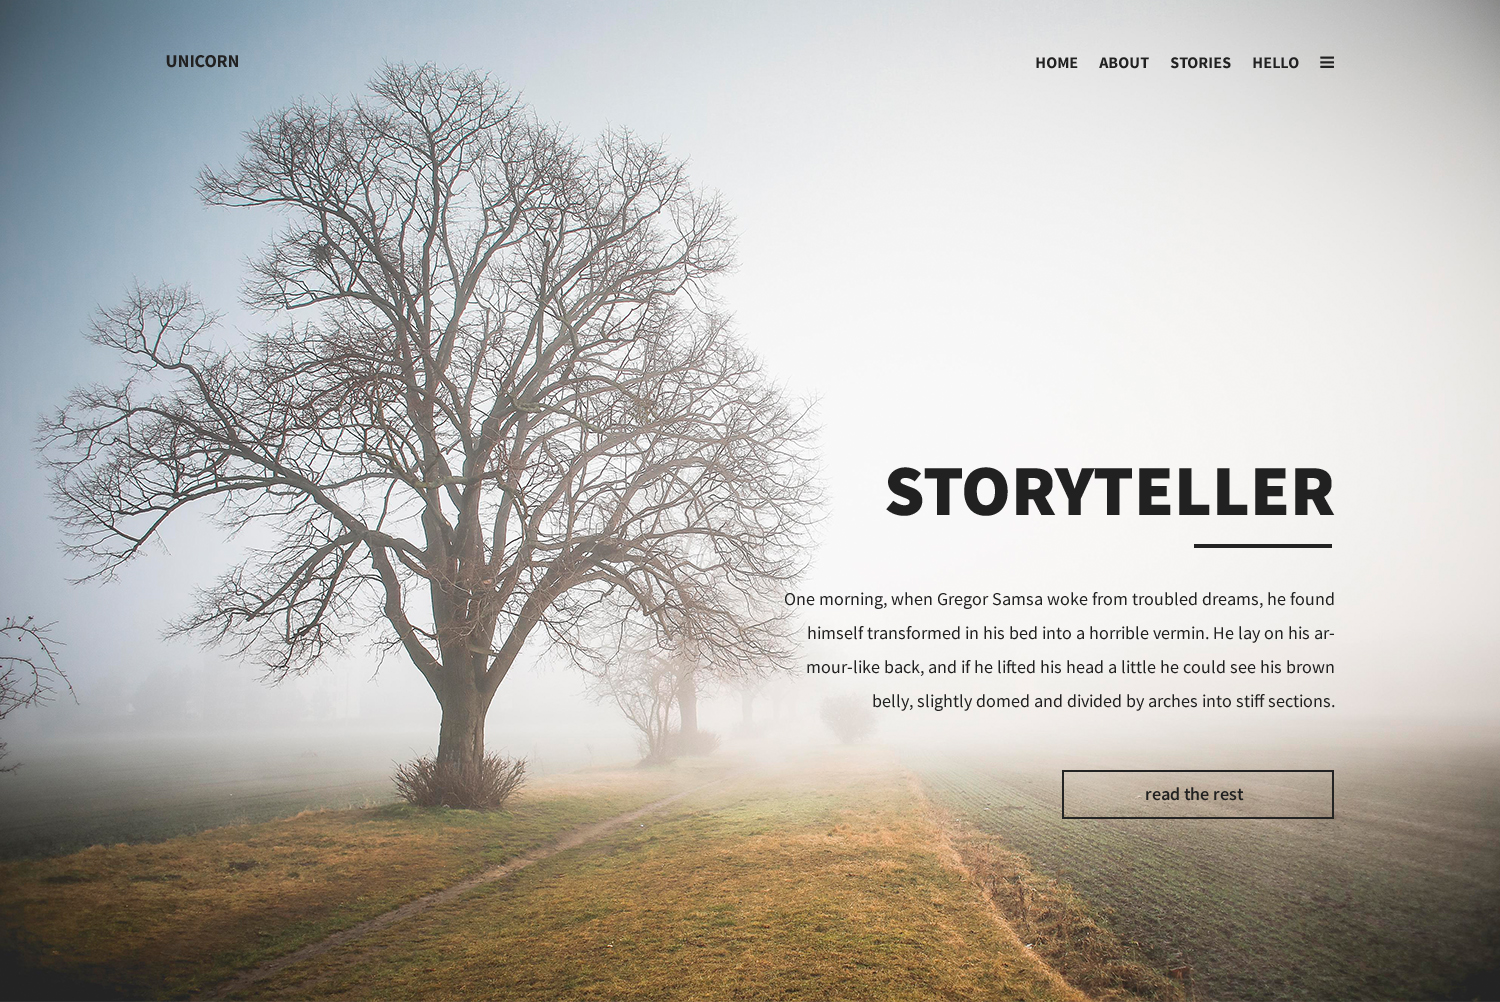 UNICORN
HOME ABOUT STORIES HELLO
STORYTELLER
One morning, when Gregor Samsa woke from troubled dreams, he found
himself transformed in his bed into a horrible vermin. He lay on his ar-
mour-like back, and if he lifted his head a little he could see his brown
belly, slightly domed and divided by arches into stiff sections.
read the rest